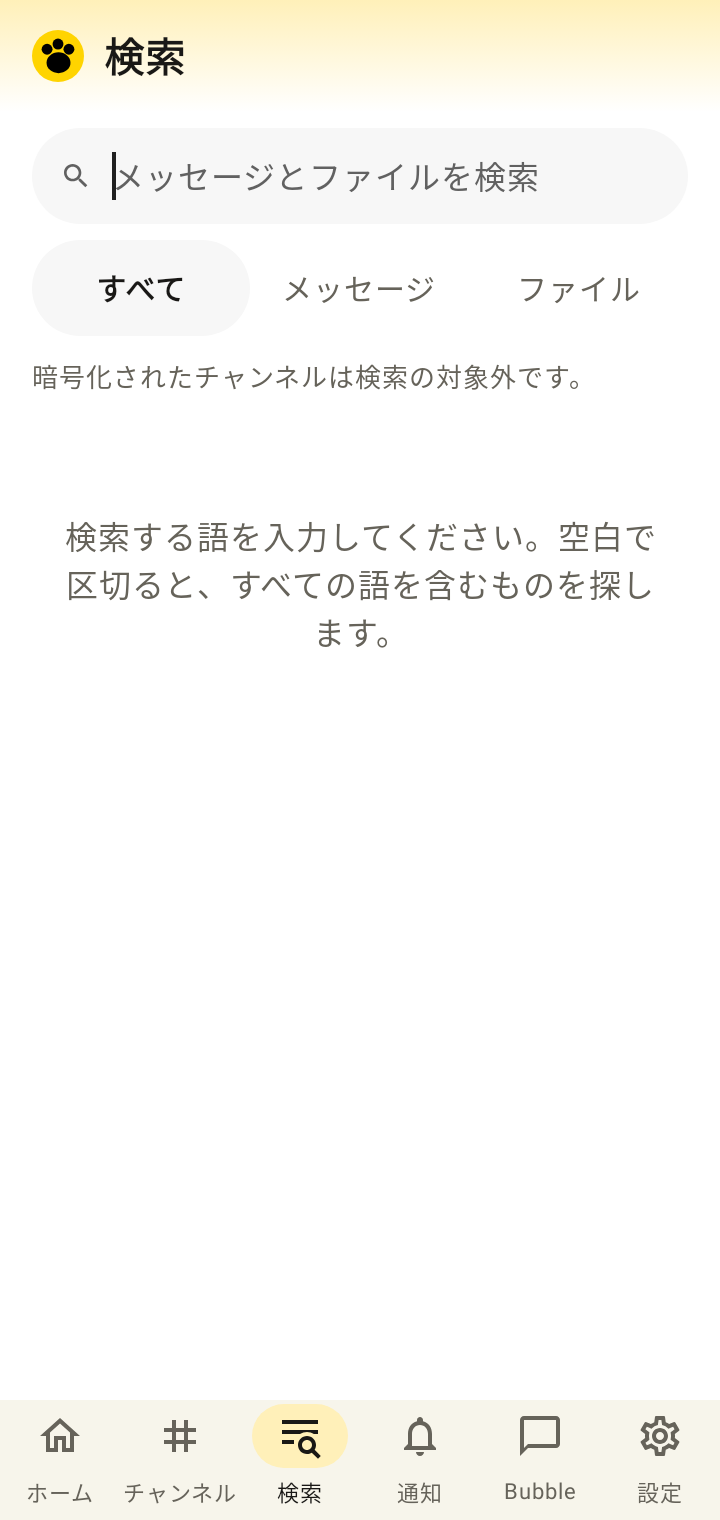 検索
メッセージとファイルを検索
すべて
メッセージ
ファイル
暗号化されたチャンネルは検索の対象外です。
検索する語を入力してください。空白で
区切ると、すべての語を含むものを探し
ます。
ホーム
チャンネル
検索
通知
Bubble
設定